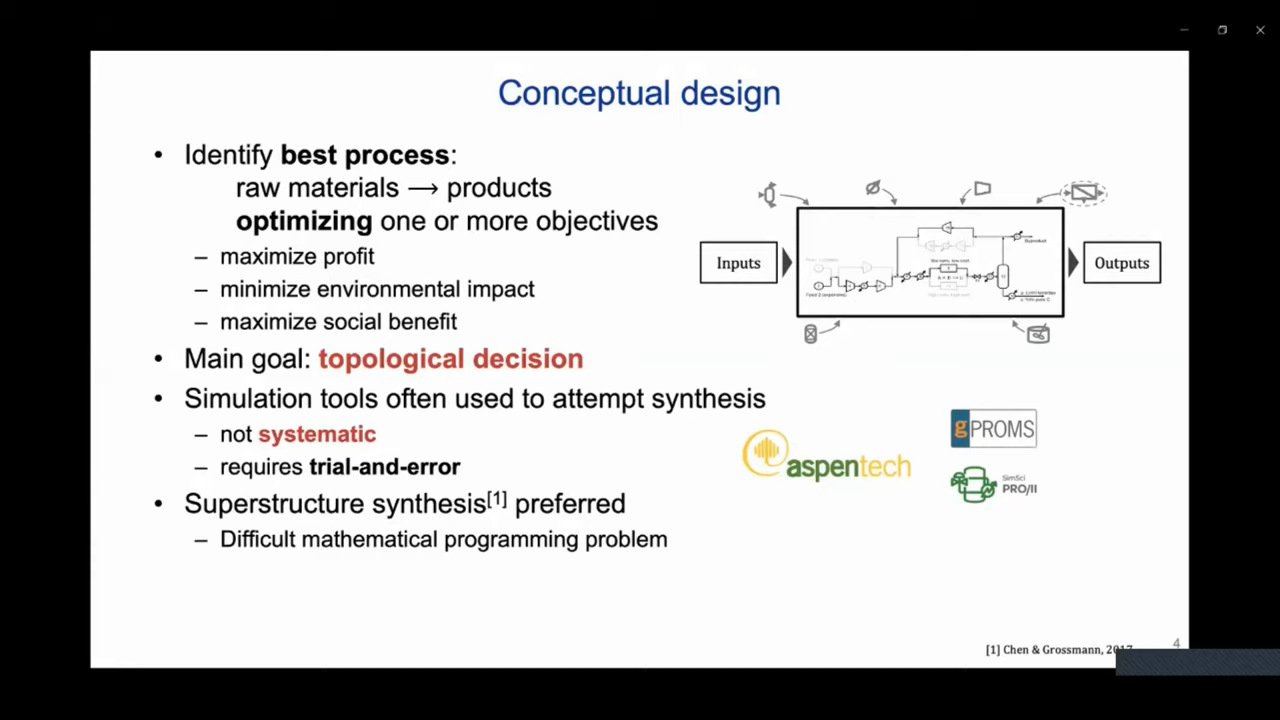 Conceptual design
• Identify best process:
raw materials ⟶ products
optimizing one or more objectives
– maximize profit
– minimize environmental impact
– maximize social benefit
• Main goal: topological decision
• Simulation tools often used to attempt synthesis
– not systematic
– requires trial-and-error
• Superstructure synthesis[1] preferred
– Difficult mathematical programming problem
Inputs
Outputs
aspentech
gPROMS
SimSci
PRO/II
[1] Chen & Grossmann, 2017
4